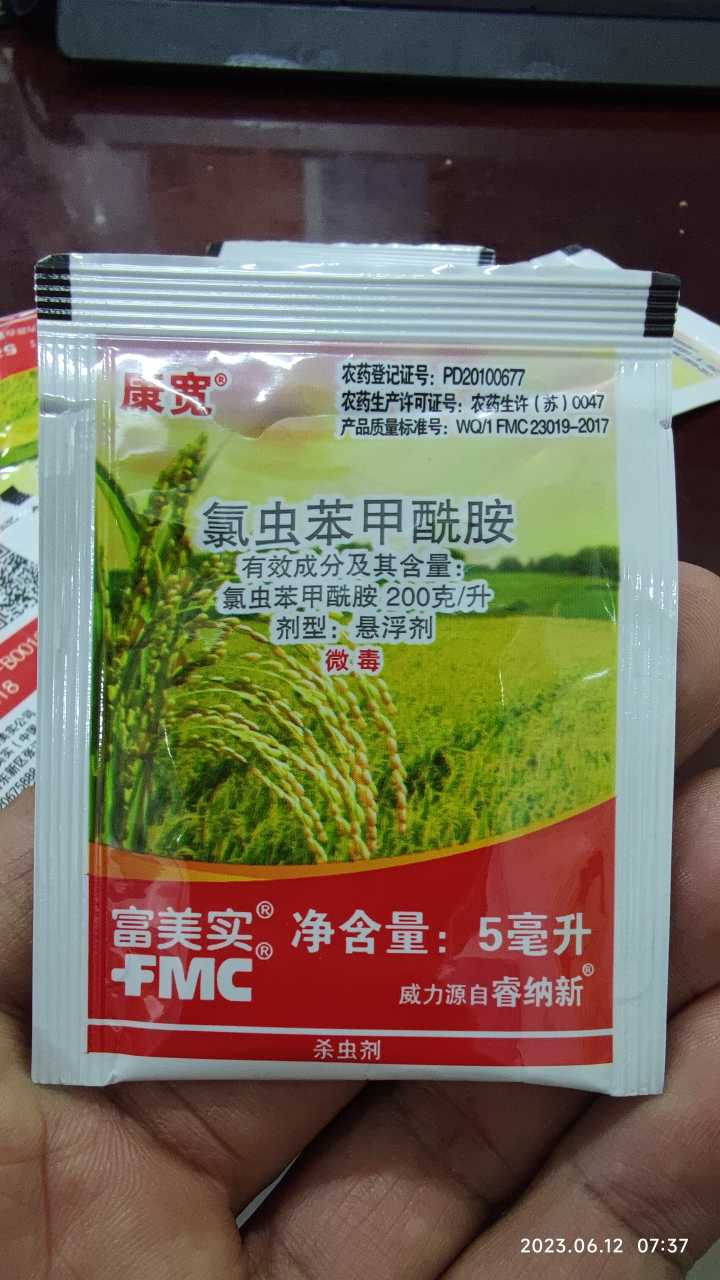 康宽®
农药登记证号：PD20100677
农药生产许可证号：农药生许（苏）0047
产品质量标准号：WQ/1 FMC 23019-2017
氯虫苯甲酰胺
有效成分及其含量：
氯虫苯甲酰胺 200克/升
剂型：悬浮剂
微毒
富美实®
FMC®
净含量：5毫升
威力源自睿纳新®
杀虫剂
2023.06.12 07:37